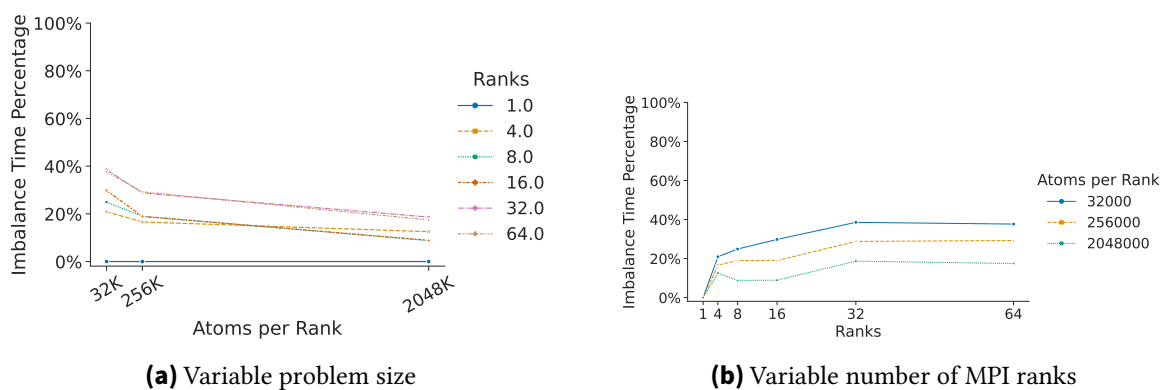 100%
80%
60%
40%
20%
0%
Imbalance Time Percentage
32K
256K
2048K
Atoms per Rank
Ranks
1.0
4.0
8.0
16.0
32.0
64.0
(a) Variable problem size
100%
80%
60%
40%
20%
0%
Imbalance Time Percentage
1 4 8 16 32 64
Ranks
Atoms per Rank
32000
256000
2048000
(b) Variable number of MPI ranks